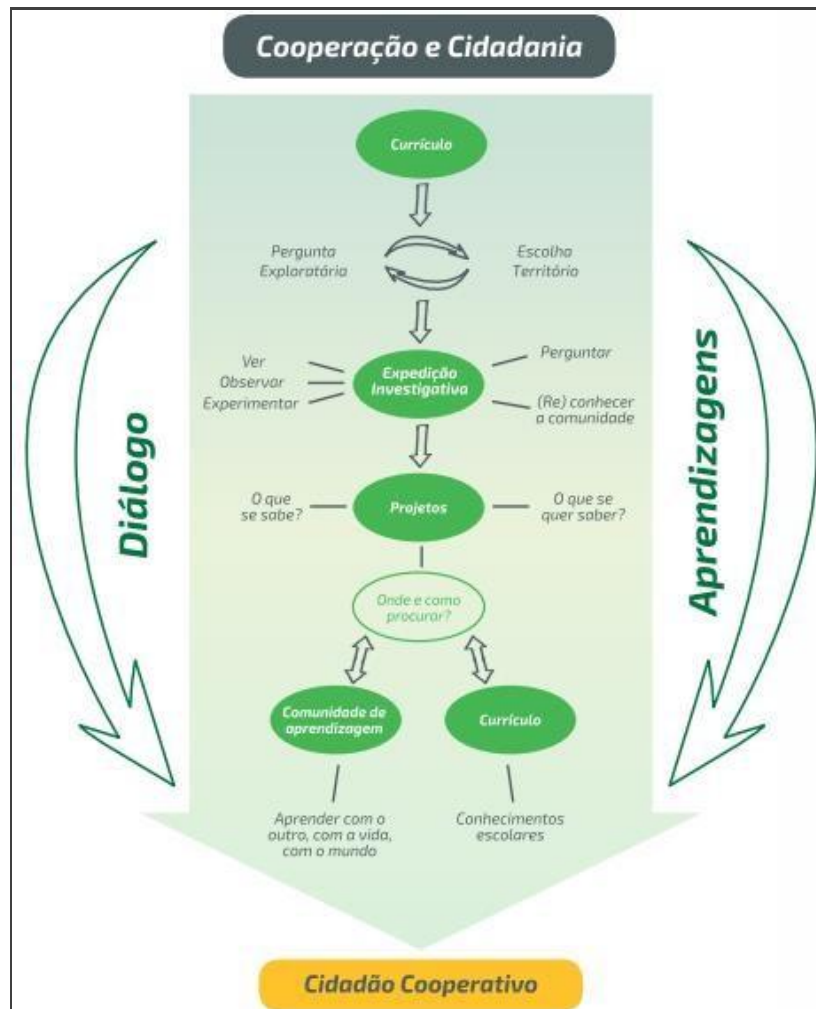 Cooperação e Cidadania
Currículo
Pergunta
Exploratória
Escolha
Território
Ver
Observar
Experimentar
Expedição
Investigativa
Perguntar
(Re) conhecer
a comunidade
Diálogo
Aprendizagens
O que
se sabe?
Projetos
O que se
quer saber?
Onde e como
procurar?
Comunidade de
aprendizagem
Currículo
Aprender com o
outro, com a vida,
com o mundo
Conhecimentos
escolares
Cidadão Cooperativo